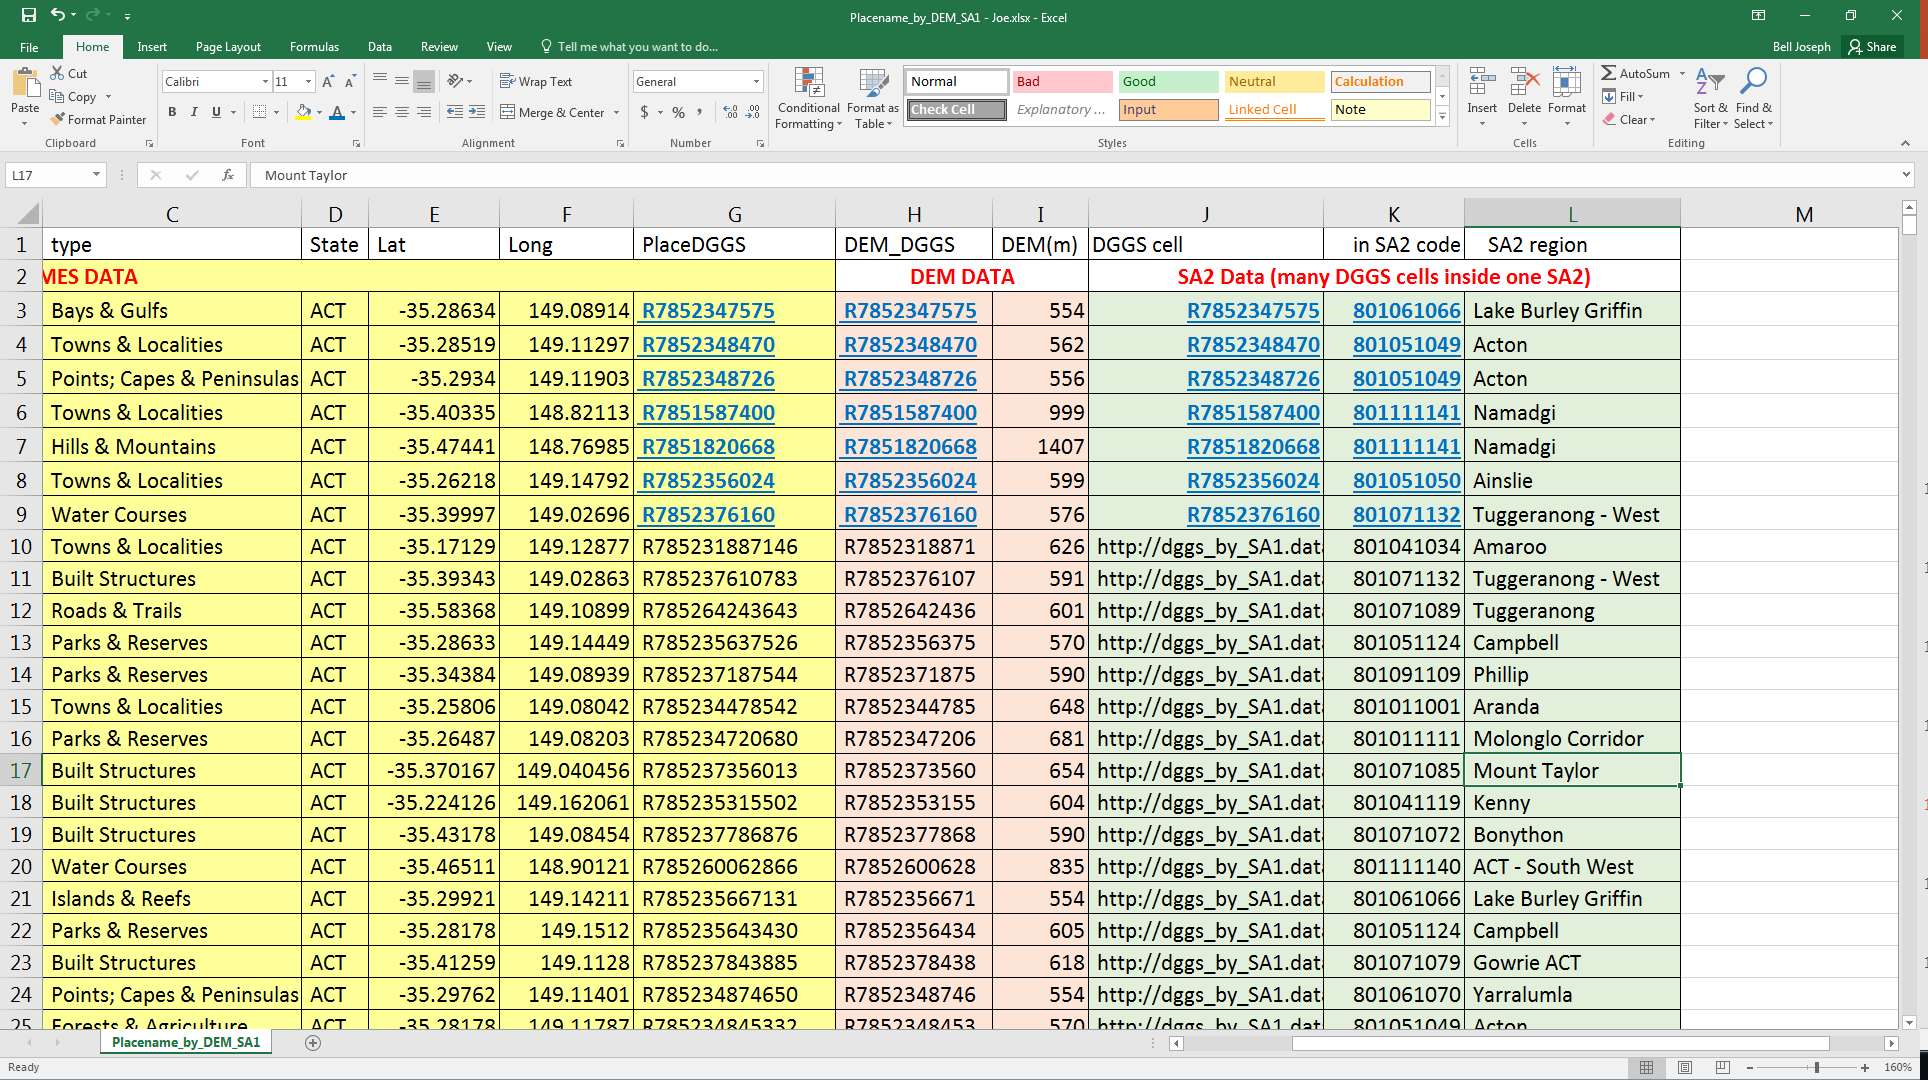 Placename_by_DEM_SA1 - Joe.xlsx - Excel
File Home Insert Page Layout Formulas Data Review View Tell me what you want to do... Bell Joseph Share
Cut Calibri 11 Wrap Text General Normal Bad Good Neutral Calculation AutoSum
Paste Copy Conditional Formatting Format as Table Insert Delete Format Fill Sort & Filter Find & Select
Format Painter B I U Merge & Center $ % Check Cell Explanatory ... Input Linked Cell Note Clear
Clipboard Font Alignment Number Styles Cells Editing
L17 fx Mount Taylor
C D E F G H I J K L M
1 type State Lat Long PlaceDGGS DEM_DGGS DEM(m) DGGS cell in SA2 code SA2 region
2 MES DATA DEM DATA SA2 Data (many DGGS cells inside one SA2)
3 Bays & Gulfs ACT -35.28634 149.08914 R7852347575 R7852347575 554 R7852347575 801061066 Lake Burley Griffin
4 Towns & Localities ACT -35.28519 149.11297 R7852348470 R7852348470 562 R7852348470 801051049 Acton
5 Points; Capes & Peninsulas ACT -35.2934 149.11903 R7852348726 R7852348726 556 R7852348726 801051049 Acton
6 Towns & Localities ACT -35.40335 148.82113 R7851587400 R7851587400 999 R7851587400 801111141 Namadgi
7 Hills & Mountains ACT -35.47441 148.76985 R7851820668 R7851820668 1407 R7851820668 801111141 Namadgi
8 Towns & Localities ACT -35.26218 149.14792 R7852356024 R7852356024 599 R7852356024 801051050 Ainslie
9 Water Courses ACT -35.39997 149.02696 R7852376160 R7852376160 576 R7852376160 801071132 Tuggeranong - West
10 Towns & Localities ACT -35.17129 149.12877 R785231887146 R7852318871 626 http://dggs_by_SA1.dat 801041034 Amaroo
11 Built Structures ACT -35.39343 149.02863 R785237610783 R7852376107 591 http://dggs_by_SA1.dat 801071132 Tuggeranong - West
12 Roads & Trails ACT -35.58368 149.10899 R785264243643 R7852642436 601 http://dggs_by_SA1.dat 801071089 Tuggeranong
13 Parks & Reserves ACT -35.28633 149.14449 R785235637526 R7852356375 570 http://dggs_by_SA1.dat 801051124 Campbell
14 Parks & Reserves ACT -35.34384 149.08939 R785237187544 R7852371875 590 http://dggs_by_SA1.dat 801091109 Phillip
15 Towns & Localities ACT -35.25806 149.08042 R785234478542 R7852344785 648 http://dggs_by_SA1.dat 801011001 Aranda
16 Parks & Reserves ACT -35.26487 149.08203 R785234720680 R7852347206 681 http://dggs_by_SA1.dat 801011111 Molonglo Corridor
17 Built Structures ACT -35.370167 149.040456 R785237356013 R7852373560 654 http://dggs_by_SA1.dat 801071085 Mount Taylor
18 Built Structures ACT -35.224126 149.162061 R785235315502 R7852353155 604 http://dggs_by_SA1.dat 801041119 Kenny
19 Built Structures ACT -35.43178 149.08454 R785237786876 R7852377868 590 http://dggs_by_SA1.dat 801071072 Bonython
20 Water Courses ACT -35.46511 148.90121 R785260062866 R7852600628 835 http://dggs_by_SA1.dat 801111140 ACT - South West
21 Islands & Reefs ACT -35.29921 149.14211 R785235667131 R7852356671 554 http://dggs_by_SA1.dat 801061066 Lake Burley Griffin
22 Parks & Reserves ACT -35.28178 149.1512 R785235643430 R7852356434 605 http://dggs_by_SA1.dat 801051124 Campbell
23 Built Structures ACT -35.41259 149.1128 R785237843885 R7852378438 618 http://dggs_by_SA1.dat 801071079 Gowrie ACT
24 Points; Capes & Peninsulas ACT -35.29762 149.11401 R785234874650 R7852348746 554 http://dggs_by_SA1.dat 801061070 Yarralumla
25 Forests & Agriculture ACT -35.28178 149.11787 R785234845332 R7852348453 570 http://dggs_by_SA1.dat 801051049 Acton
Placename_by_DEM_SA1
Ready 160%